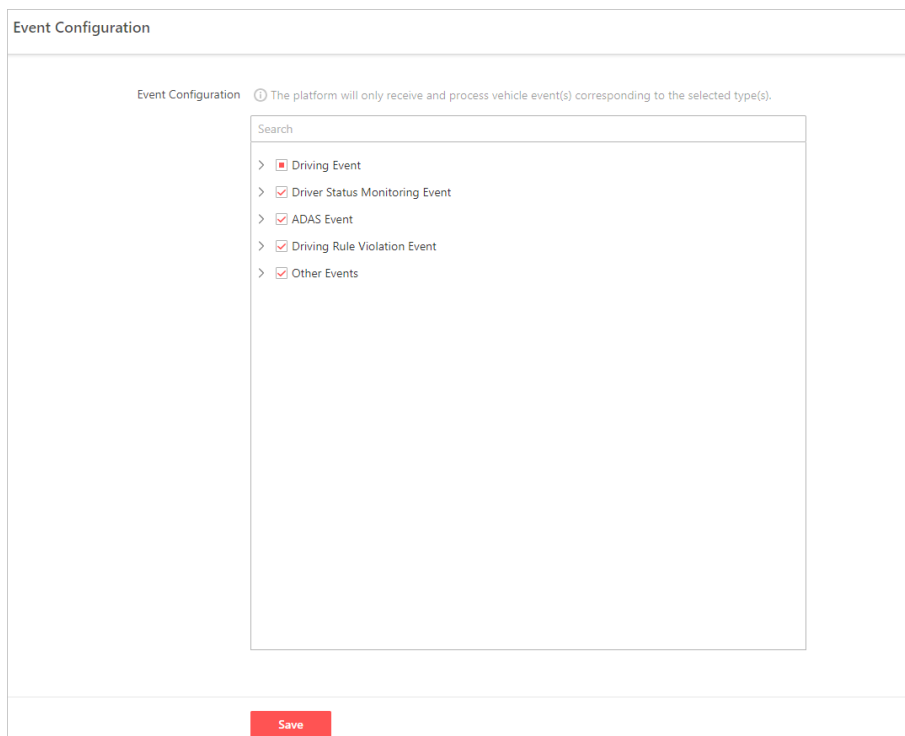 Event Configuration
Event Configuration The platform will only receive and process vehicle event(s) corresponding to the selected type(s).
Search
Driving Event
Driver Status Monitoring Event
ADAS Event
Driving Rule Violation Event
Other Events
Save